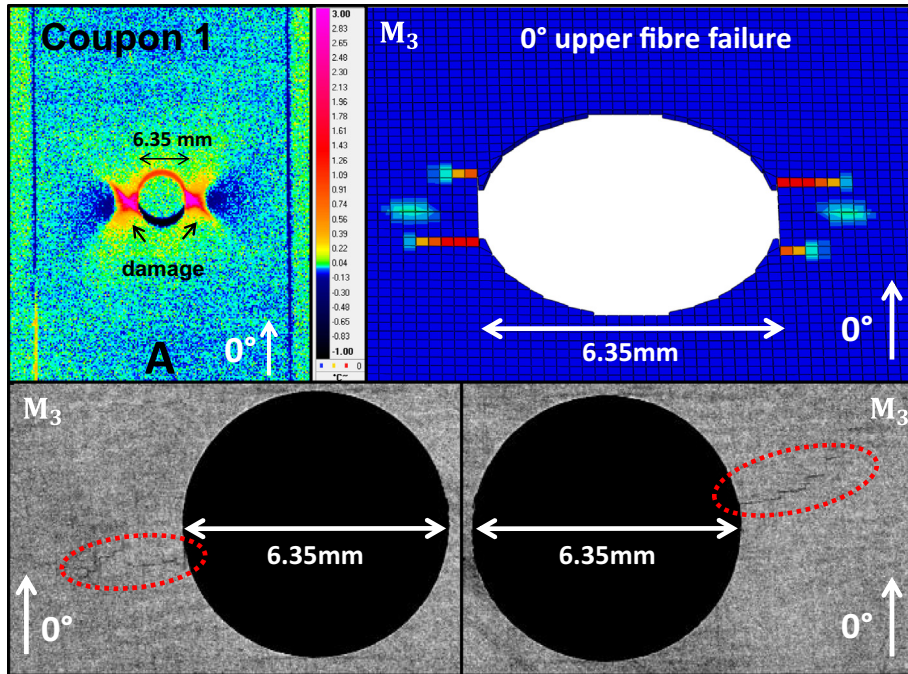 Coupon 1
6.35 mm
damage
A
0°
3.00
2.83
2.65
2.48
2.30
2.13
1.96
1.78
1.61
1.43
1.26
1.09
0.91
0.74
0.56
0.39
0.22
0.04
-0.13
-0.30
-0.48
-0.65
-0.83
-1.00
0
°C~
M₃
0° upper fibre failure
6.35mm
0°
M₃
6.35mm
0°
M₃
6.35mm
0°